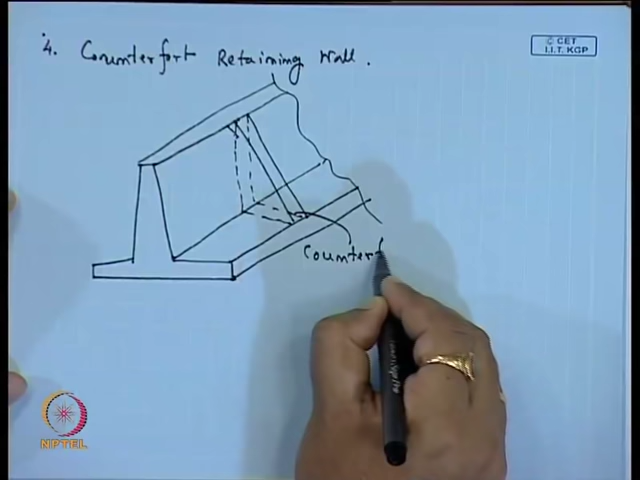 4. Counterfort Retaining Wall.
© CET
I.I.T. KGP
Counterf
NPTEL